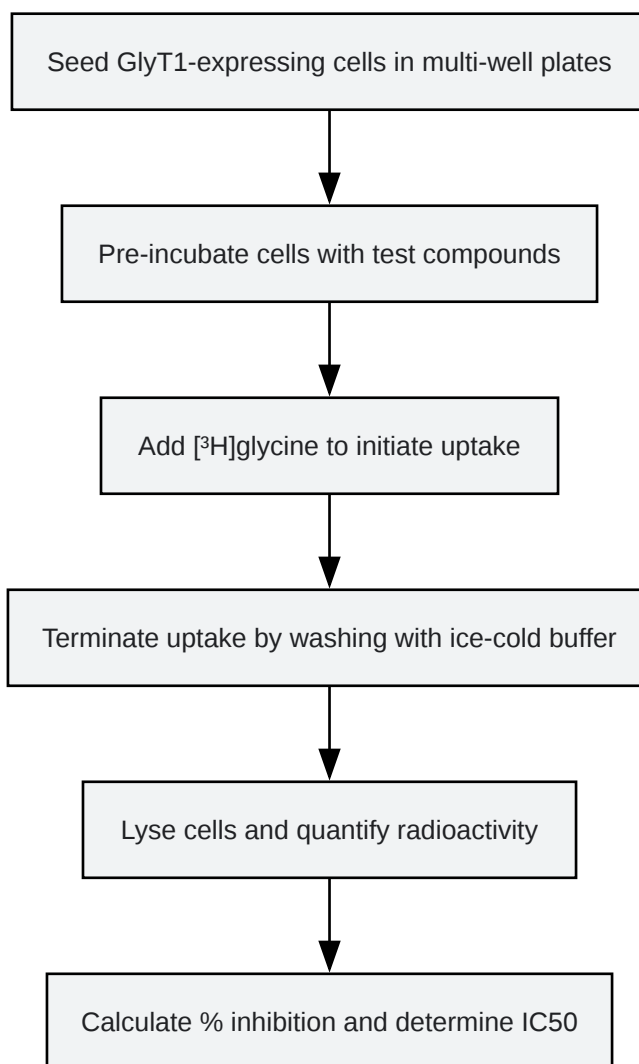 Seed GlyT1-expressing cells in multi-well plates
Pre-incubate cells with test compounds
Add [³H]glycine to initiate uptake
Terminate uptake by washing with ice-cold buffer
Lyse cells and quantify radioactivity
Calculate % inhibition and determine IC50